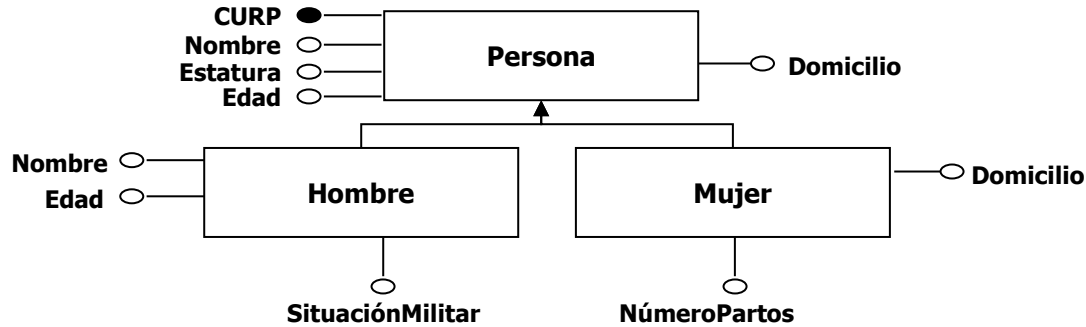 CURP
Nombre
Estatura
Edad
Persona
Domicilio
Nombre
Edad
Hombre
Mujer
Domicilio
SituaciónMilitar
NúmeroPartos